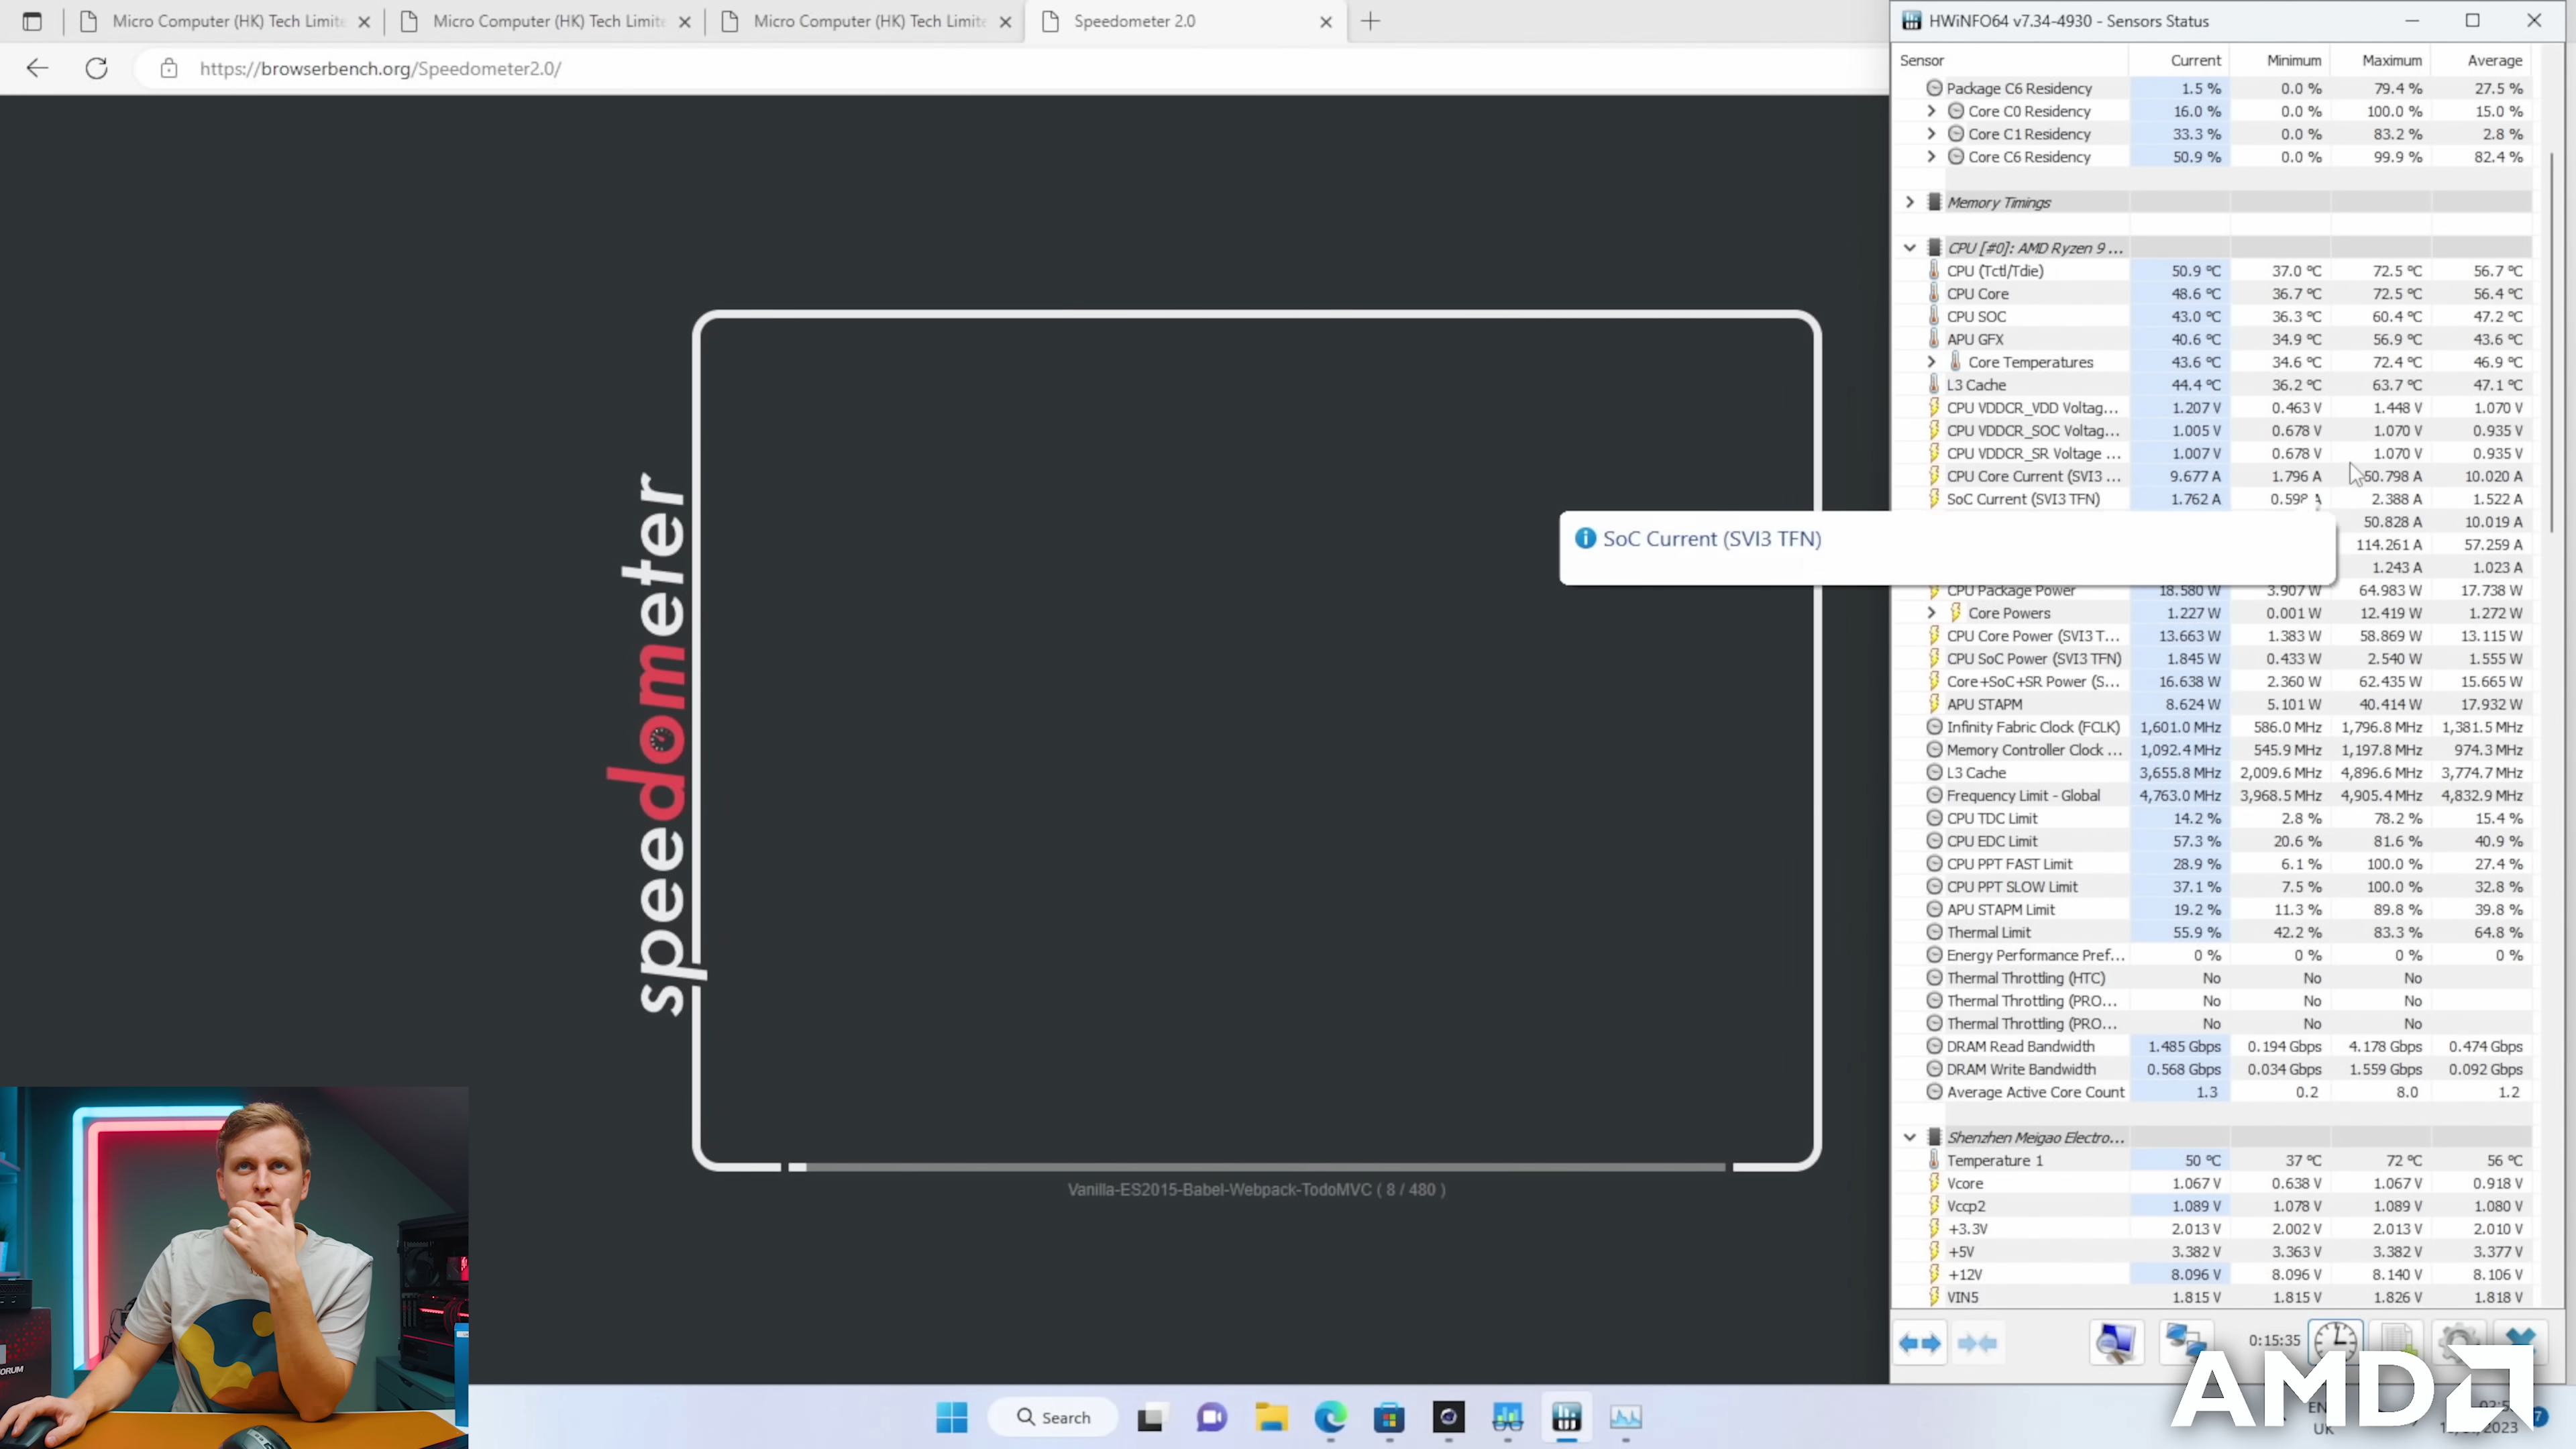 Micro Computer (HK) Tech Limite
Micro Computer (HK) Tech Limite
Micro Computer (HK) Tech Limite
Speedometer 2.0
https://browserbench.org/Speedometer2.0/
speedometer
Vanilla-ES2015-Babel-Webpack-TodoMVC ( 8 / 480 )
HWiNFO64 v7.34-4930 - Sensors Status
Sensor Current Minimum Maximum Average
Package C6 Residency 1.5 % 0.0 % 79.4 % 27.5 %
Core C0 Residency 16.0 % 0.0 % 100.0 % 15.0 %
Core C1 Residency 33.3 % 0.0 % 83.2 % 2.8 %
Core C6 Residency 50.9 % 0.0 % 99.9 % 82.4 %
Memory Timings
CPU [#0]: AMD Ryzen 9 ...
CPU (Tctl/Tdie) 50.9 °C 37.0 °C 72.5 °C 56.7 °C
CPU Core 48.6 °C 36.7 °C 72.5 °C 56.4 °C
CPU SOC 43.0 °C 36.3 °C 60.4 °C 47.2 °C
APU GFX 40.6 °C 34.9 °C 56.9 °C 43.6 °C
Core Temperatures 43.6 °C 34.6 °C 72.4 °C 46.9 °C
L3 Cache 44.4 °C 36.2 °C 63.7 °C 47.1 °C
CPU VDDCR_VDD Voltag... 1.207 V 0.463 V 1.448 V 1.070 V
CPU VDDCR_SOC Voltag... 1.005 V 0.678 V 1.070 V 0.935 V
CPU VDDCR_SR Voltage ... 1.007 V 0.678 V 1.070 V 0.935 V
CPU Core Current (SVI3 ... 9.677 A 1.796 A 50.798 A 10.020 A
SoC Current (SVI3 TFN) 1.762 A 0.598 A 2.388 A 1.522 A
50.828 A 10.019 A
SoC Current (SVI3 TFN)
114.261 A 57.259 A
1.243 A 1.023 A
CPU Package Power 18.580 W 3.907 W 64.983 W 17.738 W
Core Powers 1.227 W 0.001 W 12.419 W 1.272 W
CPU Core Power (SVI3 T... 13.663 W 1.383 W 58.869 W 13.115 W
CPU SoC Power (SVI3 TFN) 1.845 W 0.433 W 2.540 W 1.555 W
Core+SoC+SR Power (S... 16.638 W 2.360 W 62.435 W 15.665 W
APU STAPM 8.624 W 5.101 W 40.414 W 17.932 W
Infinity Fabric Clock (FCLK) 1,601.0 MHz 586.0 MHz 1,796.8 MHz 1,381.5 MHz
Memory Controller Clock ... 1,092.4 MHz 545.9 MHz 1,197.8 MHz 974.3 MHz
L3 Cache 3,655.8 MHz 2,009.6 MHz 4,896.6 MHz 3,774.7 MHz
Frequency Limit - Global 4,763.0 MHz 3,968.5 MHz 4,905.4 MHz 4,832.9 MHz
CPU TDC Limit 14.2 % 2.8 % 78.2 % 15.4 %
CPU EDC Limit 57.3 % 20.6 % 81.6 % 40.9 %
CPU PPT FAST Limit 28.9 % 6.1 % 100.0 % 27.4 %
CPU PPT SLOW Limit 37.1 % 7.5 % 100.0 % 32.8 %
APU STAPM Limit 19.2 % 11.3 % 89.8 % 39.8 %
Thermal Limit 55.9 % 42.2 % 83.3 % 64.8 %
Energy Performance Pref... 0 % 0 % 0 % 0 %
Thermal Throttling (HTC) No No No
Thermal Throttling (PRO... No No No
Thermal Throttling (PRO... No No No
DRAM Read Bandwidth 1.485 Gbps 0.194 Gbps 4.178 Gbps 0.474 Gbps
DRAM Write Bandwidth 0.568 Gbps 0.034 Gbps 1.559 Gbps 0.092 Gbps
Average Active Core Count 1.3 0.2 8.0 1.2
Shenzhen Meigao Electro...
Temperature 1 50 °C 37 °C 72 °C 56 °C
Vcore 1.067 V 0.638 V 1.067 V 0.918 V
Vccp2 1.089 V 1.078 V 1.089 V 1.080 V
+3.3V 2.013 V 2.002 V 2.013 V 2.010 V
+5V 3.382 V 3.363 V 3.382 V 3.377 V
+12V 8.096 V 8.096 V 8.140 V 8.106 V
VIN5 1.815 V 1.815 V 1.826 V 1.818 V
0:15:35
AMD
Search
UK